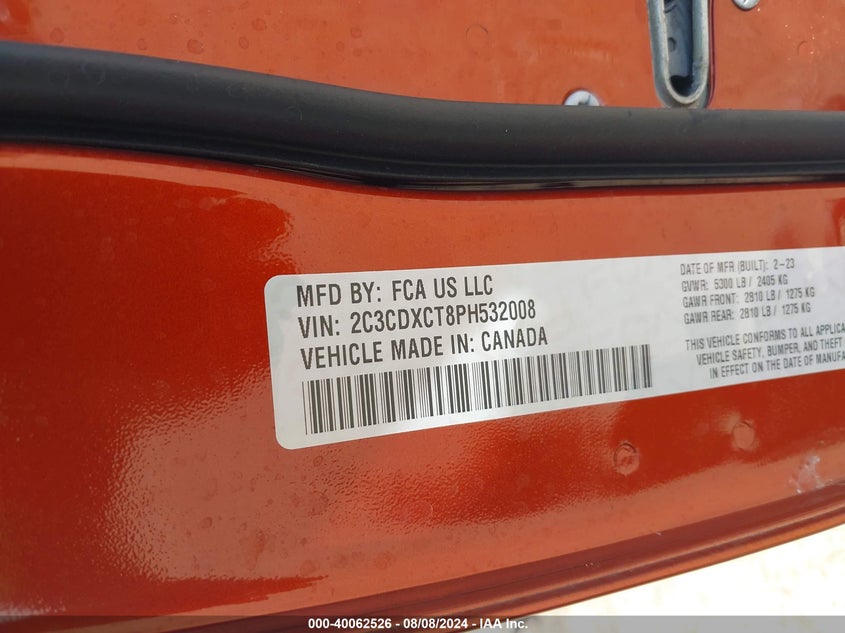 MFD BY: FCA US LLC
VIN: 2C3CDXCT8PH532008
VEHICLE MADE IN: CANADA
DATE OF MFR (BUILT): 2-23
GVWR: 5300 LB / 2405 KG
GAWR FRONT: 2810 LB / 1275 KG
GAWR REAR: 2810 LB / 1275 KG
THIS VEHICLE CONFORMS TO ALL
VEHICLE SAFETY, BUMPER, AND THEFT
IN EFFECT ON THE DATE OF
000-40062526 - 08/08/2024 - IAA Inc.